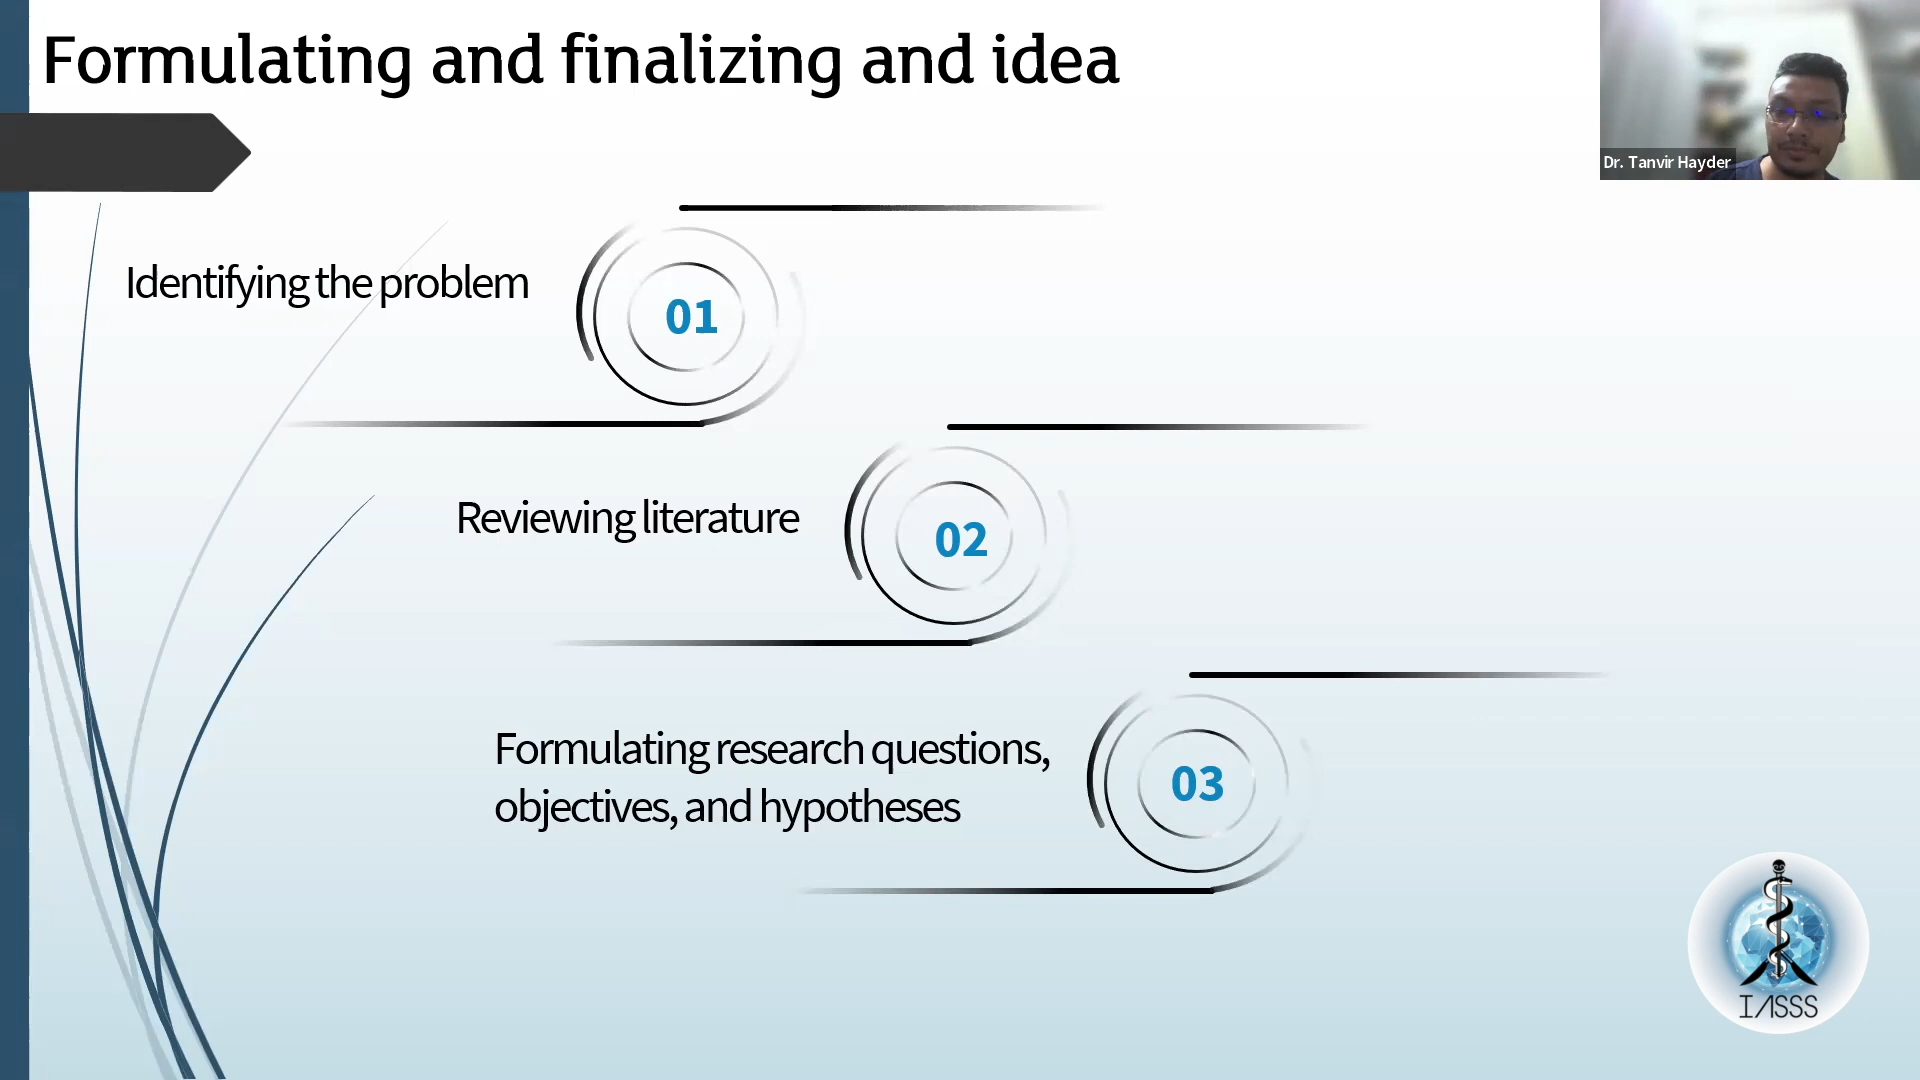 Formulating and finalizing and idea
Dr. Tanvir Hayder
Identifying the problem
01
Reviewing literature
02
Formulating research questions,
objectives, and hypotheses
03
IASSS